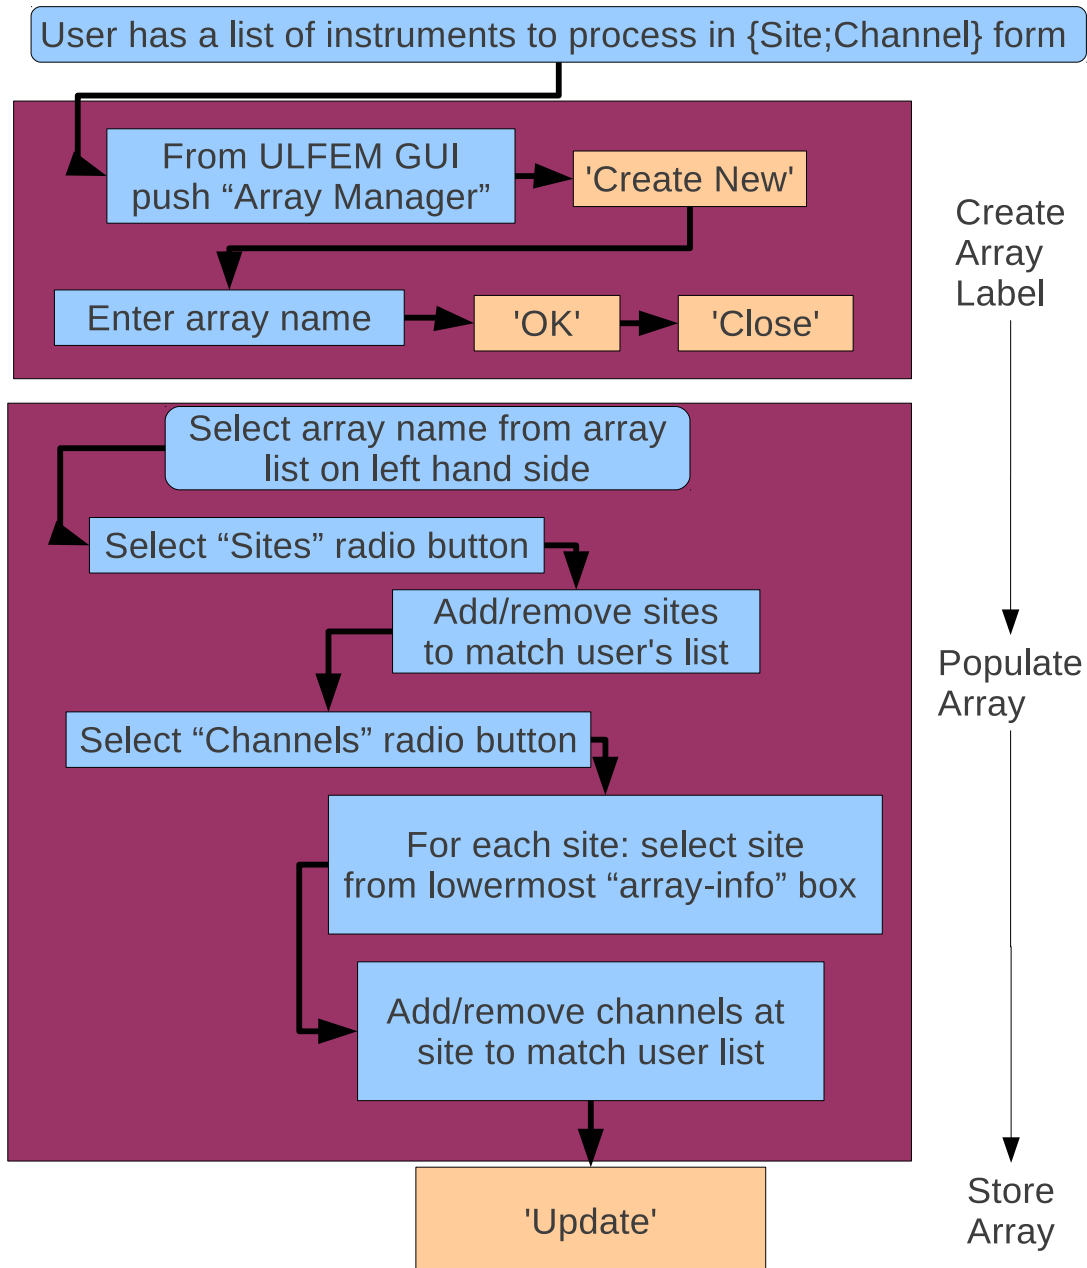 User has a list of instruments to process in {Site;Channel} form
From ULFEM GUI
push “Array Manager”
'Create New'
Enter array name
'OK'
'Close'
Create
Array
Label
Select array name from array
list on left hand side
Select “Sites” radio button
Add/remove sites
to match user's list
Select “Channels” radio button
Populate
Array
For each site: select site
from lowermost “array-info” box
Add/remove channels at
site to match user list
'Update'
Store
Array